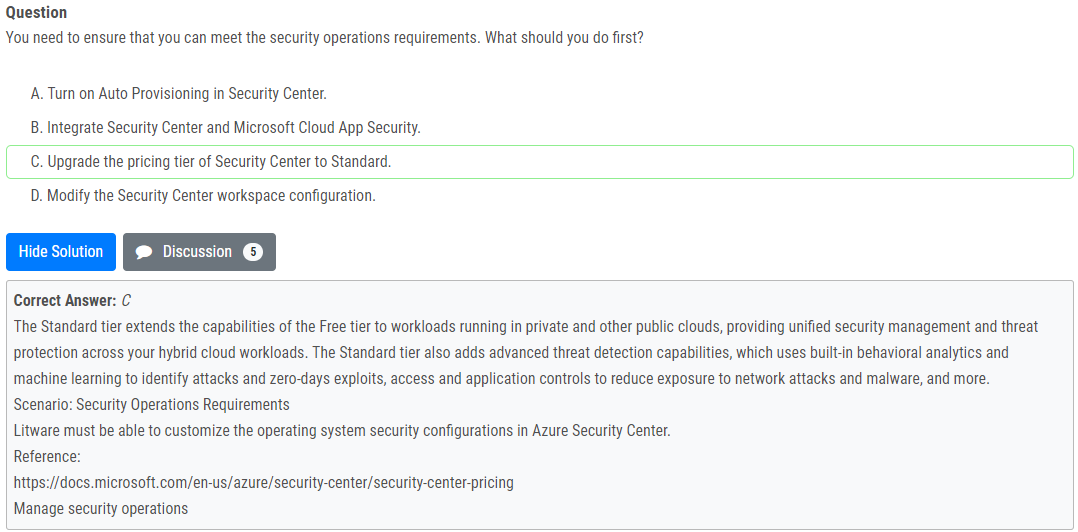 Question
You need to ensure that you can meet the security operations requirements. What should you do first?
A. Turn on Auto Provisioning in Security Center.
B. Integrate Security Center and Microsoft Cloud App Security.
C. Upgrade the pricing tier of Security Center to Standard.
D. Modify the Security Center workspace configuration.
Hide Solution Discussion 5
Correct Answer: C
The Standard tier extends the capabilities of the Free tier to workloads running in private and other public clouds, providing unified security management and threat
protection across your hybrid cloud workloads. The Standard tier also adds advanced threat detection capabilities, which uses built-in behavioral analytics and
machine learning to identify attacks and zero-days exploits, access and application controls to reduce exposure to network attacks and malware, and more.
Scenario: Security Operations Requirements
Litware must be able to customize the operating system security configurations in Azure Security Center.
Reference:
https://docs.microsoft.com/en-us/azure/security-center/security-center-pricing
Manage security operations